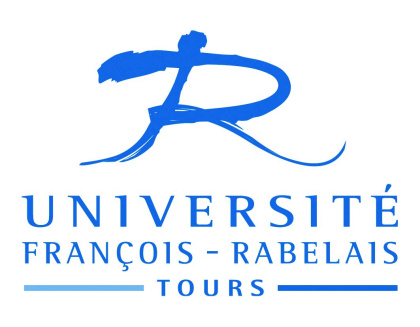 R
UNIVERSITÉ
FRANÇOIS - RABELAIS
TOURS